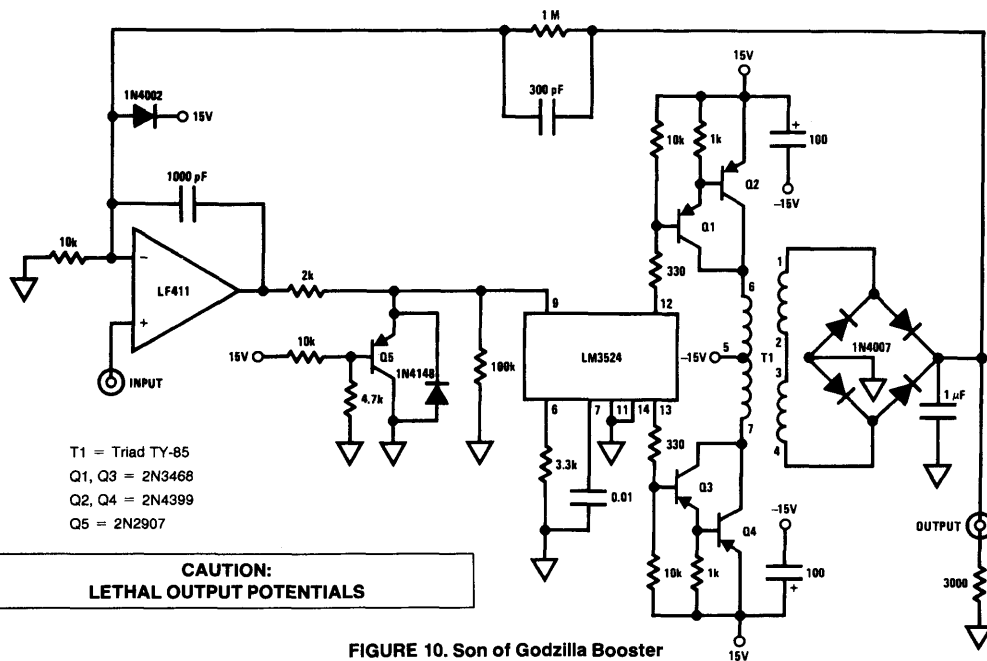 1 M
300 pF
1N4002
15V
1000 pF
10k
−
LF411
+
INPUT
2k
15V
10k
Q5
1N4148
4.7k
100k
9
12
LM3524
6
7
11
14
13
3.3k
0.01
15V
10k
1k
+
100
−15V
Q2
Q1
330
6
−15V
5
T1
7
1
2
3
4
1N4007
1 µF
330
Q3
Q4
−15V
10k
1k
100
+
15V
OUTPUT
3000
T1 = Triad TY-85
Q1, Q3 = 2N3468
Q2, Q4 = 2N4399
Q5 = 2N2907
CAUTION:
LETHAL OUTPUT POTENTIALS
FIGURE 10. Son of Godzilla Booster